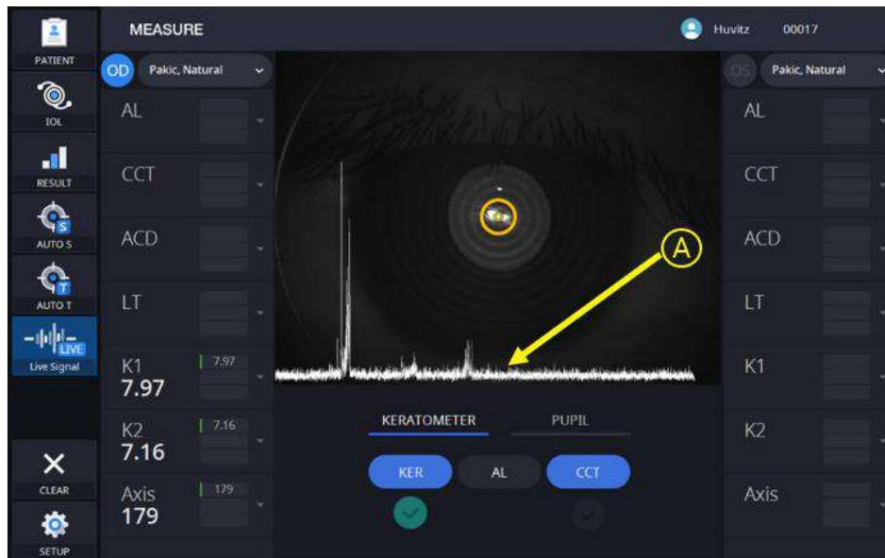 MEASURE
Huvitz 00017
PATIENT
IOL
RESULT
S
AUTO S
T
AUTO T
LIVE
Live Signal
CLEAR
SETUP
OD Pakic, Natural
AL
CCT
ACD
LT
K1 7.97
7.97
K2 7.16
7.16
Axis 179
179
A
KERATOMETER PUPIL
KER AL CCT
OS Pakic, Natural
AL
CCT
ACD
LT
K1
K2
Axis